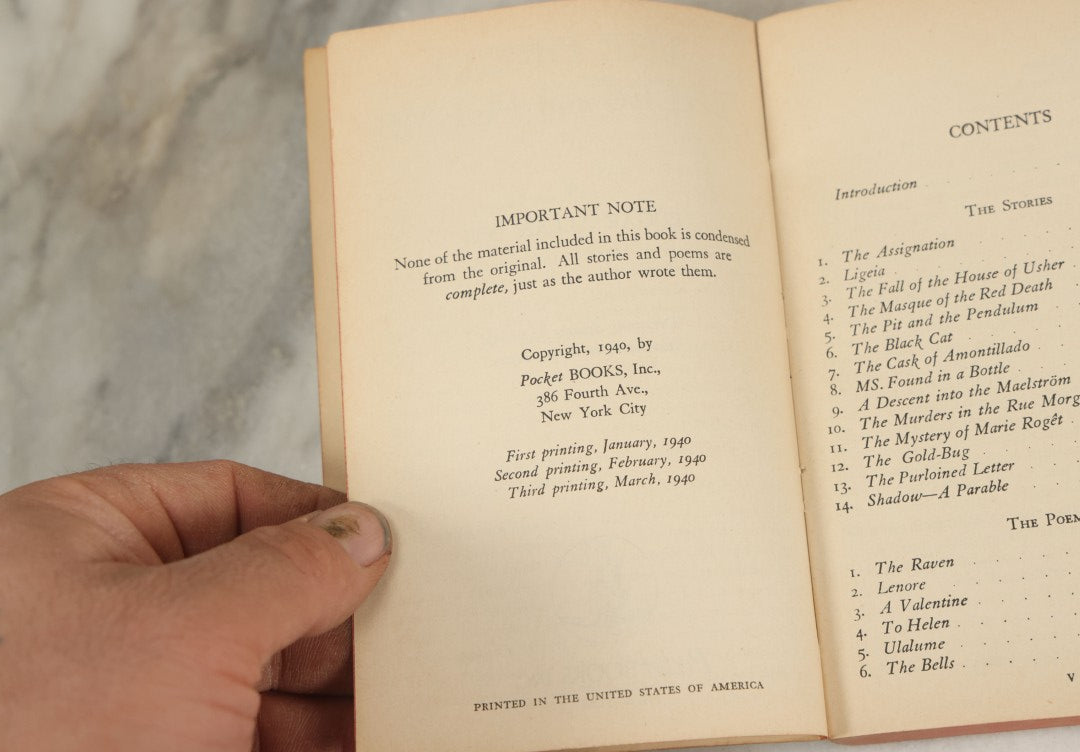 IMPORTANT NOTE
None of the material included in this book is condensed
from the original. All stories and poems are
complete, just as the author wrote them.
Copyright, 1940, by
Pocket BOOKS, Inc.,
386 Fourth Ave.,
New York City
First printing, January, 1940
Second printing, February, 1940
Third printing, March, 1940
PRINTED IN THE UNITED STATES OF AMERICA
CONTENTS
Introduction
THE STORIES
1. The Assignation
2. Ligeia
3. The Fall of the House of Usher
4. The Masque of the Red Death
5. The Pit and the Pendulum
6. The Black Cat
7. The Cask of Amontillado
8. MS. Found in a Bottle
9. A Descent into the Maelström
10. The Murders in the Rue Morg
11. The Mystery of Marie Rogêt
12. The Gold-Bug
13. The Purloined Letter
14. Shadow—A Parable
THE POEM
1. The Raven
2. Lenore
3. A Valentine
4. To Helen
5. Ulalume
6. The Bells
v